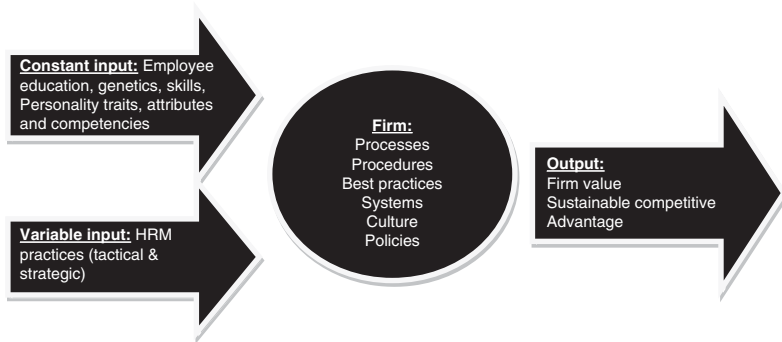 Constant input: Employee
education, genetics, skills,
Personality traits, attributes
and competencies
Variable input: HRM
practices (tactical &
strategic)
Firm:
Processes
Procedures
Best practices
Systems
Culture
Policies
Output:
Firm value
Sustainable competitive
Advantage